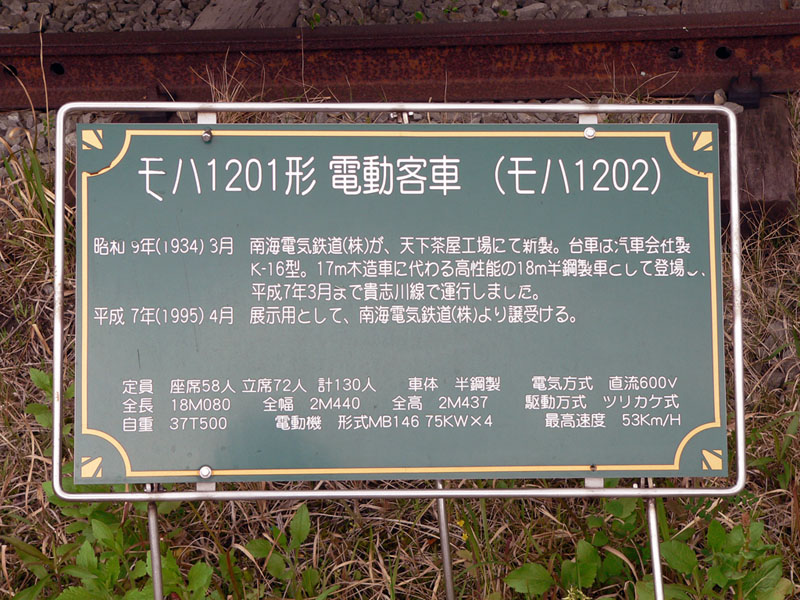 モハ1201形 電動客車 (モハ1202)
昭和 9年(1934) 3月 南海電気鉄道(株)が、天下茶屋工場にて新製。台車は汽車会社製
K-16型。17m木造車に代わる高性能の18m半鋼製車として登場し、
平成7年3月まで貴志川線で運行しました。
平成 7年(1995) 4月 展示用として、南海電気鉄道(株)より譲受ける。
定員 座席58人 立席72人 計130人 車体 半鋼製 電気方式 直流600V
全長 18M080 全幅 2M440 全高 2M437 駆動方式 ツリカケ式
自重 37T500 電動機 形式MB146 75KW×4 最高速度 53Km/H